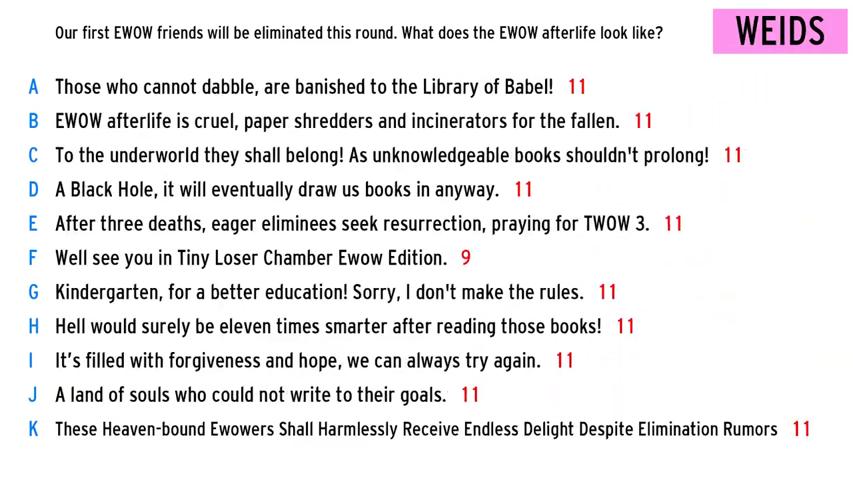 Our first EWOW friends will be eliminated this round. What does the EWOW afterlife look like?
WEIDS
A Those who cannot dabble, are banished to the Library of Babel! 11
B EWOW afterlife is cruel, paper shredders and incinerators for the fallen. 11
C To the underworld they shall belong! As unknowledgeable books shouldn't prolong! 11
D A Black Hole, it will eventually draw us books in anyway. 11
E After three deaths, eager eliminees seek resurrection, praying for TWOW 3. 11
F Well see you in Tiny Loser Chamber Ewow Edition. 9
G Kindergarten, for a better education! Sorry, I don't make the rules. 11
H Hell would surely be eleven times smarter after reading those books! 11
I It’s filled with forgiveness and hope, we can always try again. 11
J A land of souls who could not write to their goals. 11
K These Heaven-bound Ewowers Shall Harmlessly Receive Endless Delight Despite Elimination Rumors 11